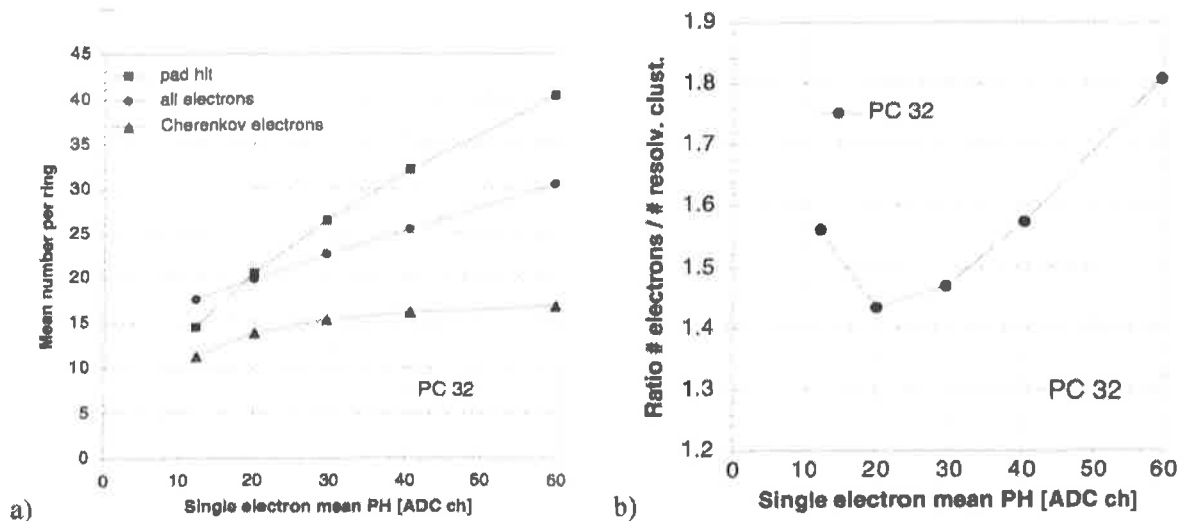 45
40
35
30
25
20
15
10
5
0
Mean number per ring
pad hit
all electrons
Cherenkov electrons
PC 32
0 10 20 30 40 50 60
Single electron mean PH [ADC ch]
a)
1.9
1.8
1.7
1.6
1.5
1.4
1.3
1.2
Ratio # electrons / # resolv. clust.
PC 32
PC 32
0 10 20 30 40 50 60
Single electron mean PH [ADC ch]
b)